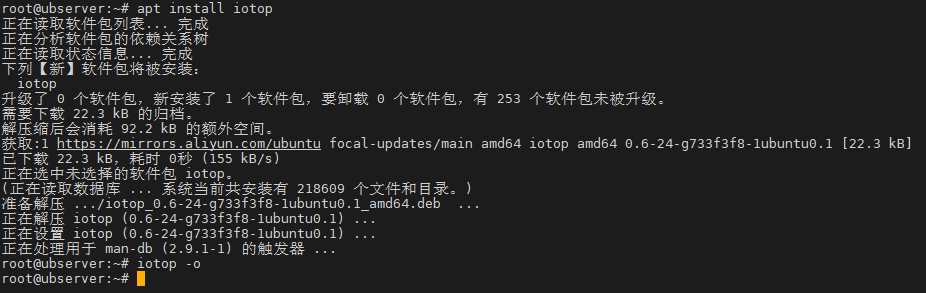 root@ubserver:~# apt install iotop
正在读取软件包列表... 完成
正在分析软件包的依赖关系树
正在读取状态信息... 完成
下列【新】软件包将被安装：
  iotop
升级了 0 个软件包，新安装了 1 个软件包，要卸载 0 个软件包，有 253 个软件包未被升级。
需要下载 22.3 kB 的归档。
解压缩后会消耗 92.2 kB 的额外空间。
获取:1 https://mirrors.aliyun.com/ubuntu focal-updates/main amd64 iotop amd64 0.6-24-g733f3f8-1ubuntu0.1 [22.3 kB]
已下载 22.3 kB，耗时 0秒 (155 kB/s)
正在选中未选择的软件包 iotop。
(正在读取数据库 ... 系统当前共安装有 218609 个文件和目录。)
准备解压 .../iotop_0.6-24-g733f3f8-1ubuntu0.1_amd64.deb  ...
正在解压 iotop (0.6-24-g733f3f8-1ubuntu0.1) ...
正在设置 iotop (0.6-24-g733f3f8-1ubuntu0.1) ...
正在处理用于 man-db (2.9.1-1) 的触发器 ...
root@ubserver:~# iotop -o
root@ubserver:~#